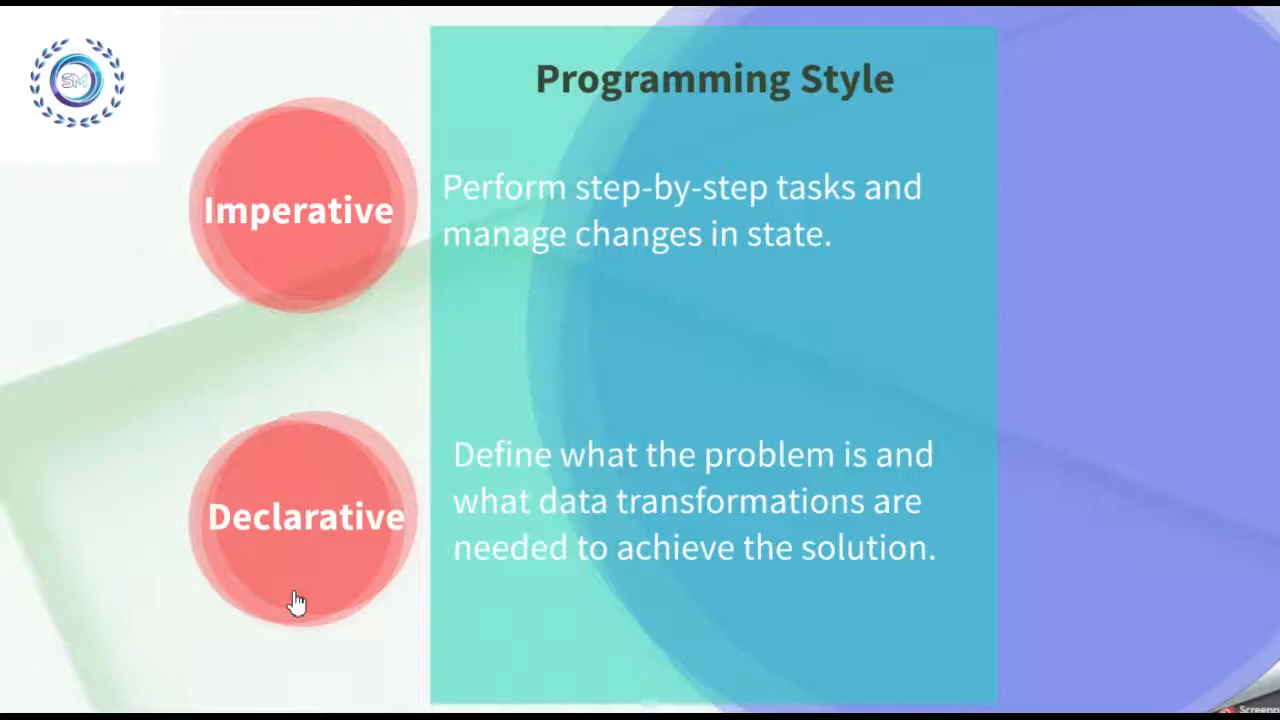 SM
Programming Style
Imperative
Perform step-by-step tasks and
manage changes in state.
Declarative
Define what the problem is and
what data transformations are
needed to achieve the solution.